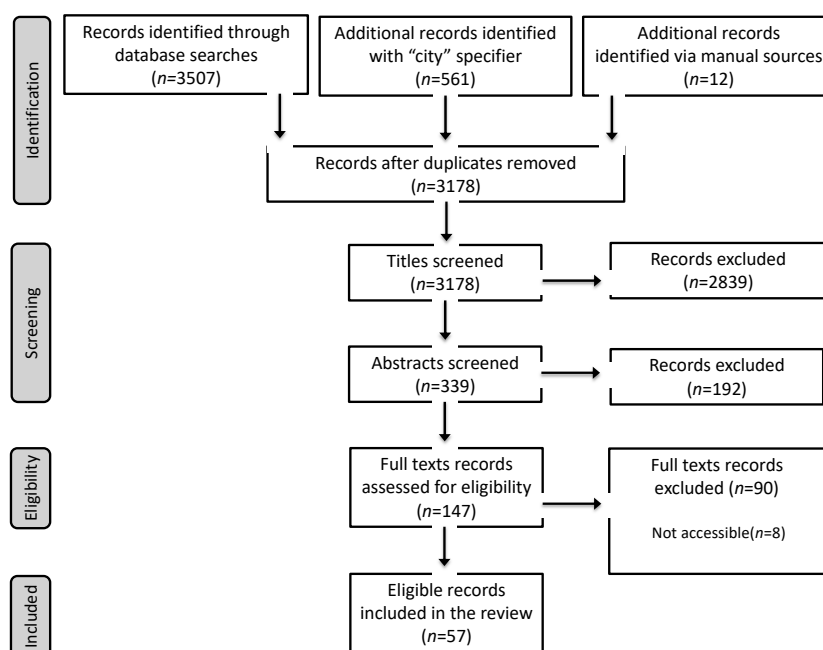 Identification
Records identified through
database searches
(n=3507)
Additional records identified
with “city” specifier
(n=561)
Additional records
identified via manual sources
(n=12)
Records after duplicates removed
(n=3178)
Screening
Titles screened
(n=3178)
Records excluded
(n=2839)
Abstracts screened
(n=339)
Records excluded
(n=192)
Eligibility
Full texts records
assessed for eligibility
(n=147)
Full texts records
excluded (n=90)
Not accessible(n=8)
Included
Eligible records
included in the review
(n=57)